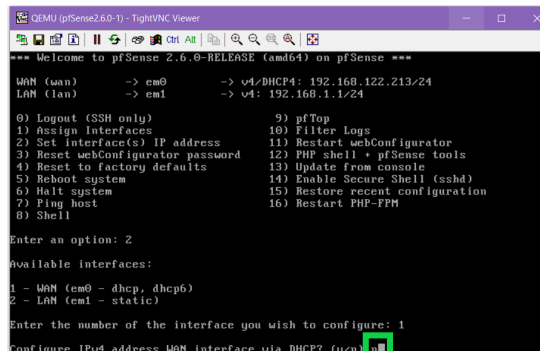 QEMU (pfSense2.6.0-1) - TightVNC Viewer
Ctrl Alt
*** Welcome to pfSense 2.6.0-RELEASE (amd64) on pfSense ***
WAN (wan) -> em0 -> v4/DHCP4: 192.168.122.213/24
LAN (lan) -> em1 -> v4: 192.168.1.1/24
0) Logout (SSH only) 9) pfTop
1) Assign Interfaces 10) Filter Logs
2) Set interface(s) IP address 11) Restart webConfigurator
3) Reset webConfigurator password 12) PHP shell + pfSense tools
4) Reset to factory defaults 13) Update from console
5) Reboot system 14) Enable Secure Shell (sshd)
6) Halt system 15) Restore recent configuration
7) Ping host 16) Restart PHP-FPM
8) Shell
Enter an option: 2
Available interfaces:
1 - WAN (em0 - dhcp, dhcp6)
2 - LAN (em1 - static)
Enter the number of the interface you wish to configure: 1
Configure IPv4 address WAN interface via DHCP? (y/n) n